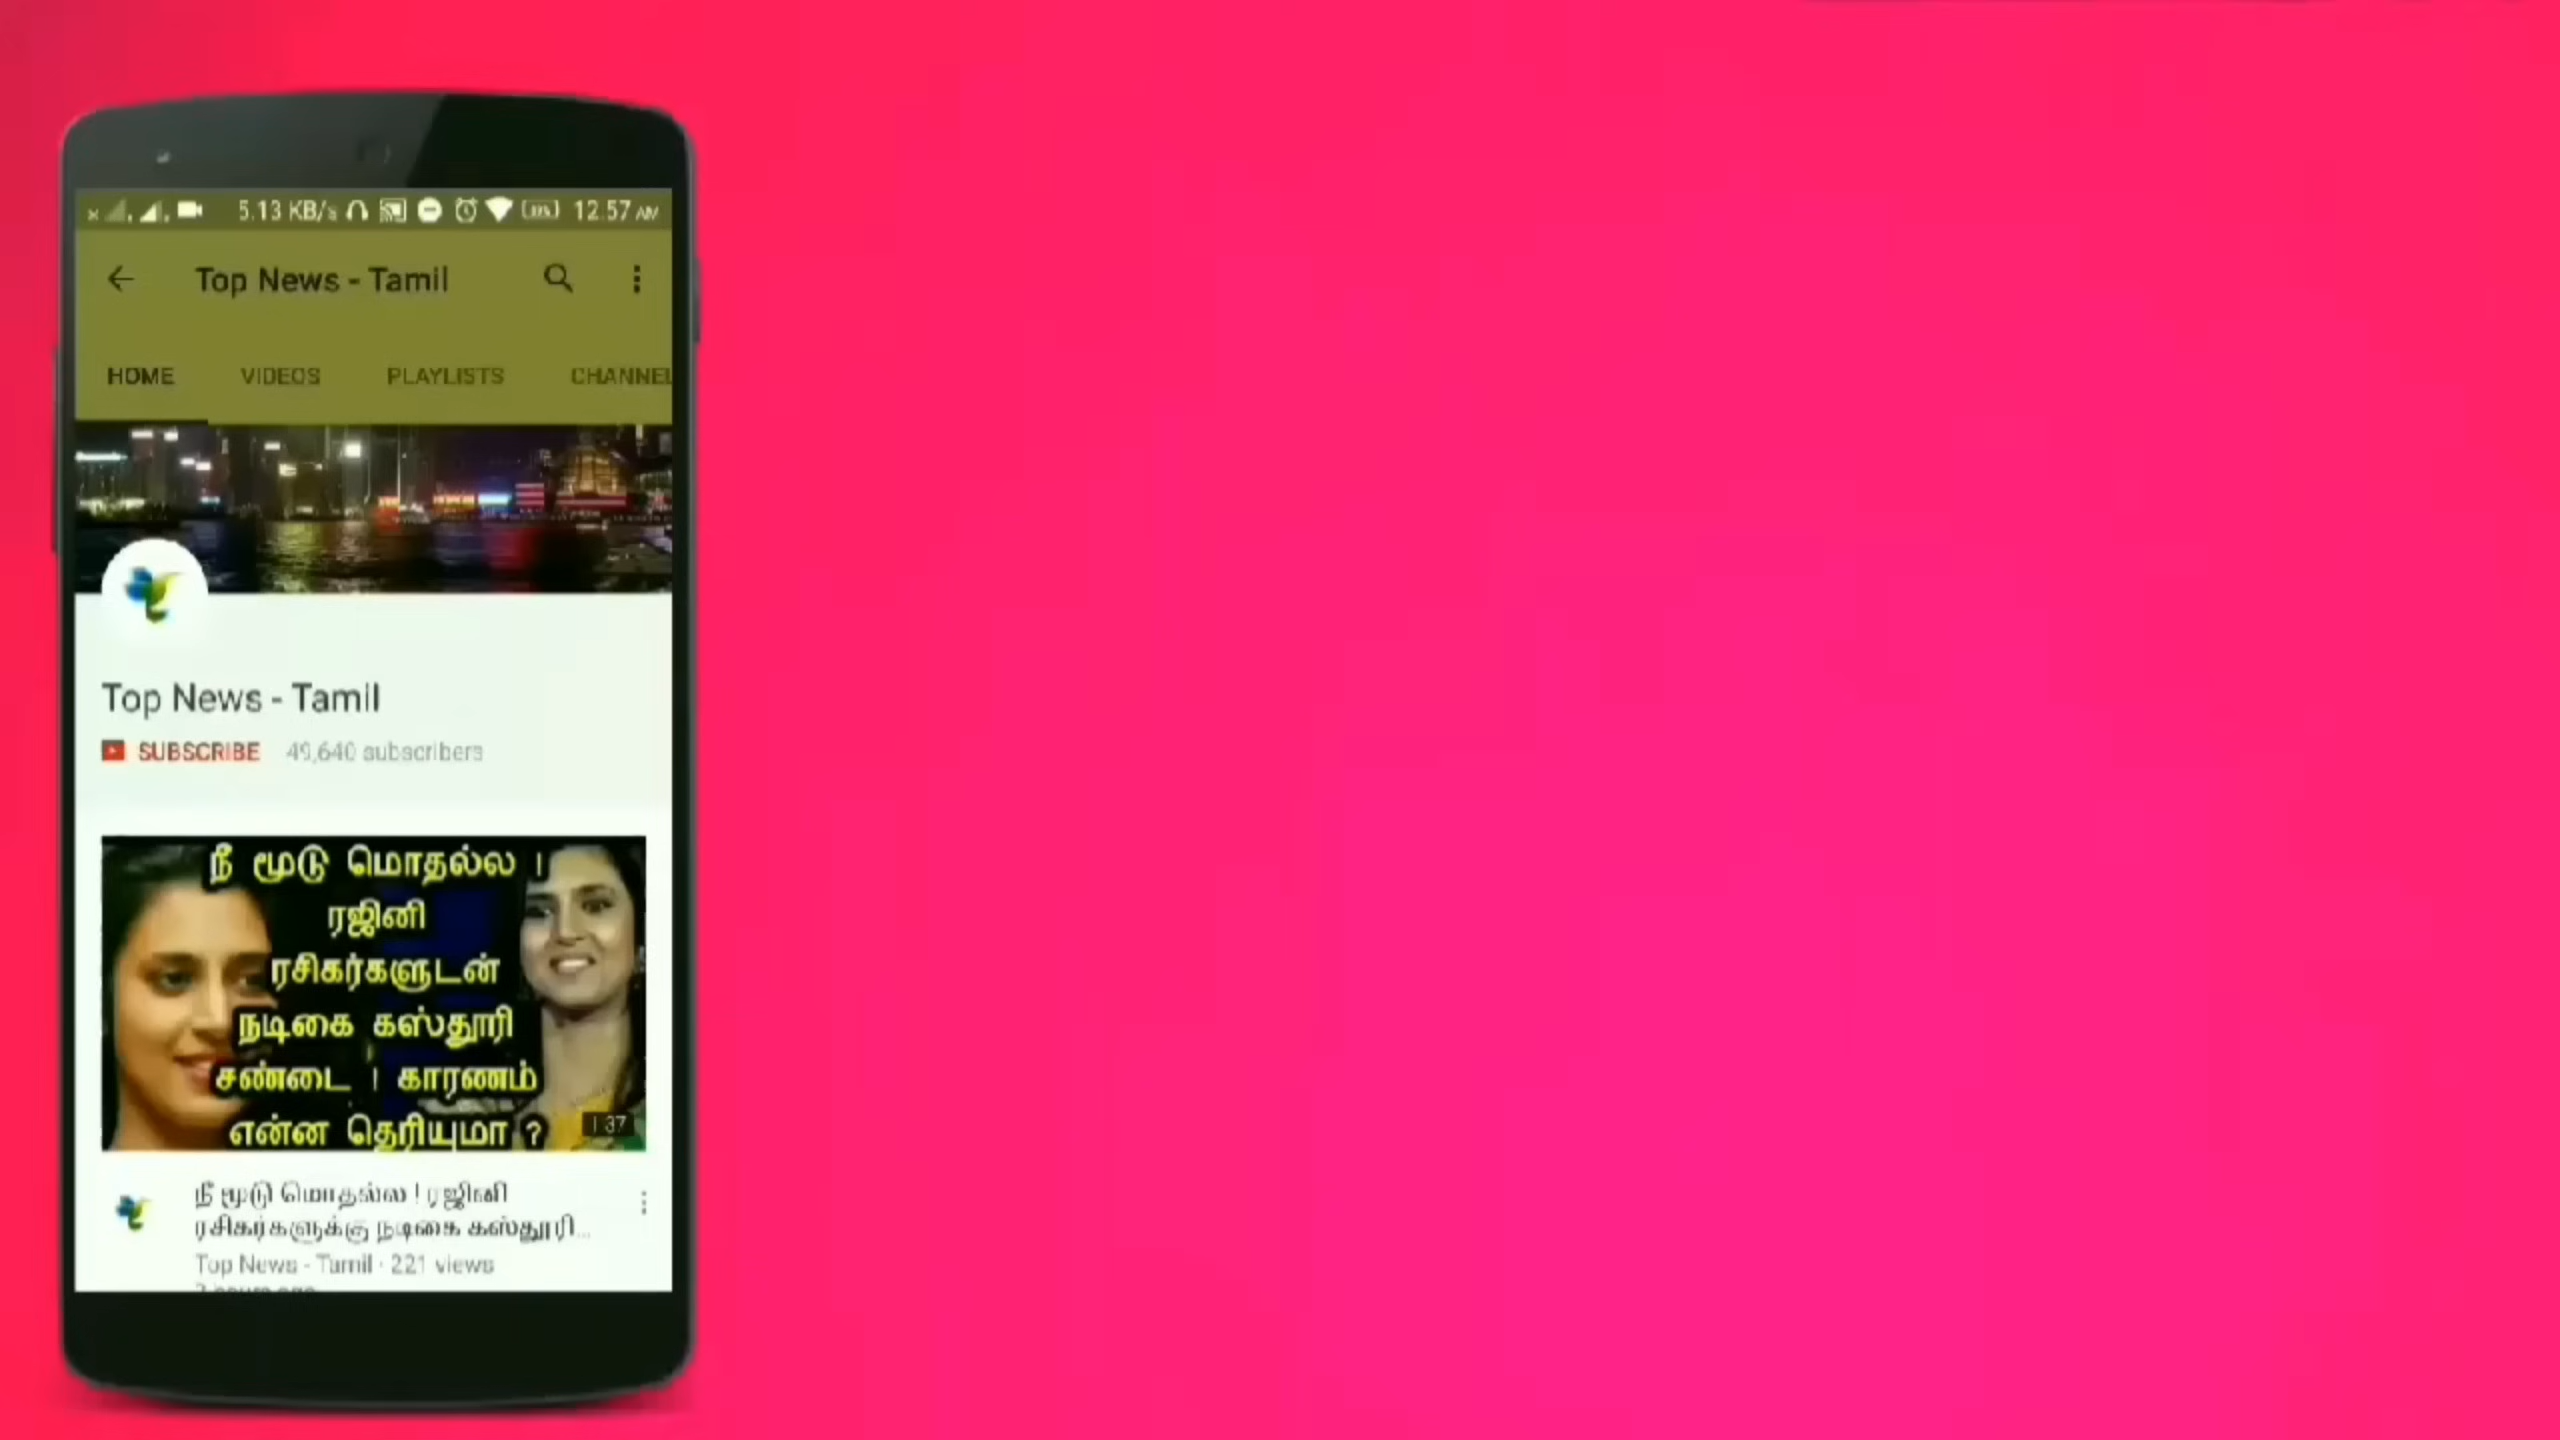 5.13 KB/s 12.57 AM
Top News - Tamil
HOME VIDEOS PLAYLISTS CHANNEL
Top News - Tamil
SUBSCRIBE 49,640 subscribers
நீ மூடு மொதல்ல !
ரஜினி
ரசிகர்களுடன்
நடிகை கஸ்தூரி
சண்டை ! காரணம்
என்ன தெரியுமா ?
1:37
நீ மூடு மொதல்ல ! ரஜினி
ரசிகர்களுக்கு நடிகை கஸ்தூரி...
Top News - Tamil · 221 views
hours ago